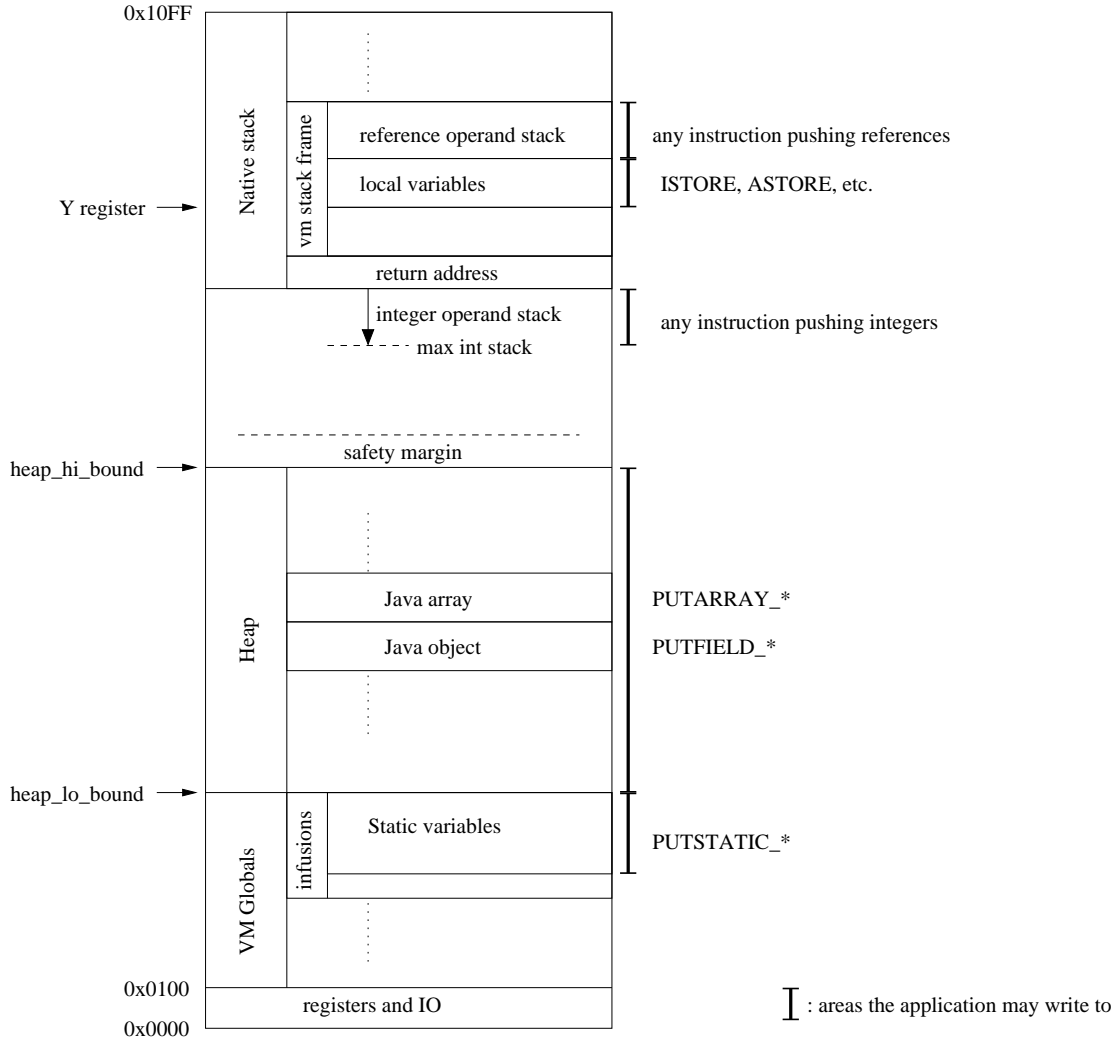 0x10FF
Native stack
vm stack frame
reference operand stack
any instruction pushing references
local variables
ISTORE, ASTORE, etc.
Y register
return address
integer operand stack
any instruction pushing integers
max int stack
safety margin
heap_hi_bound
Heap
Java array
PUTARRAY_*
Java object
PUTFIELD_*
heap_lo_bound
VM Globals
infusions
Static variables
PUTSTATIC_*
0x0100
registers and IO
: areas the application may write to
0x0000